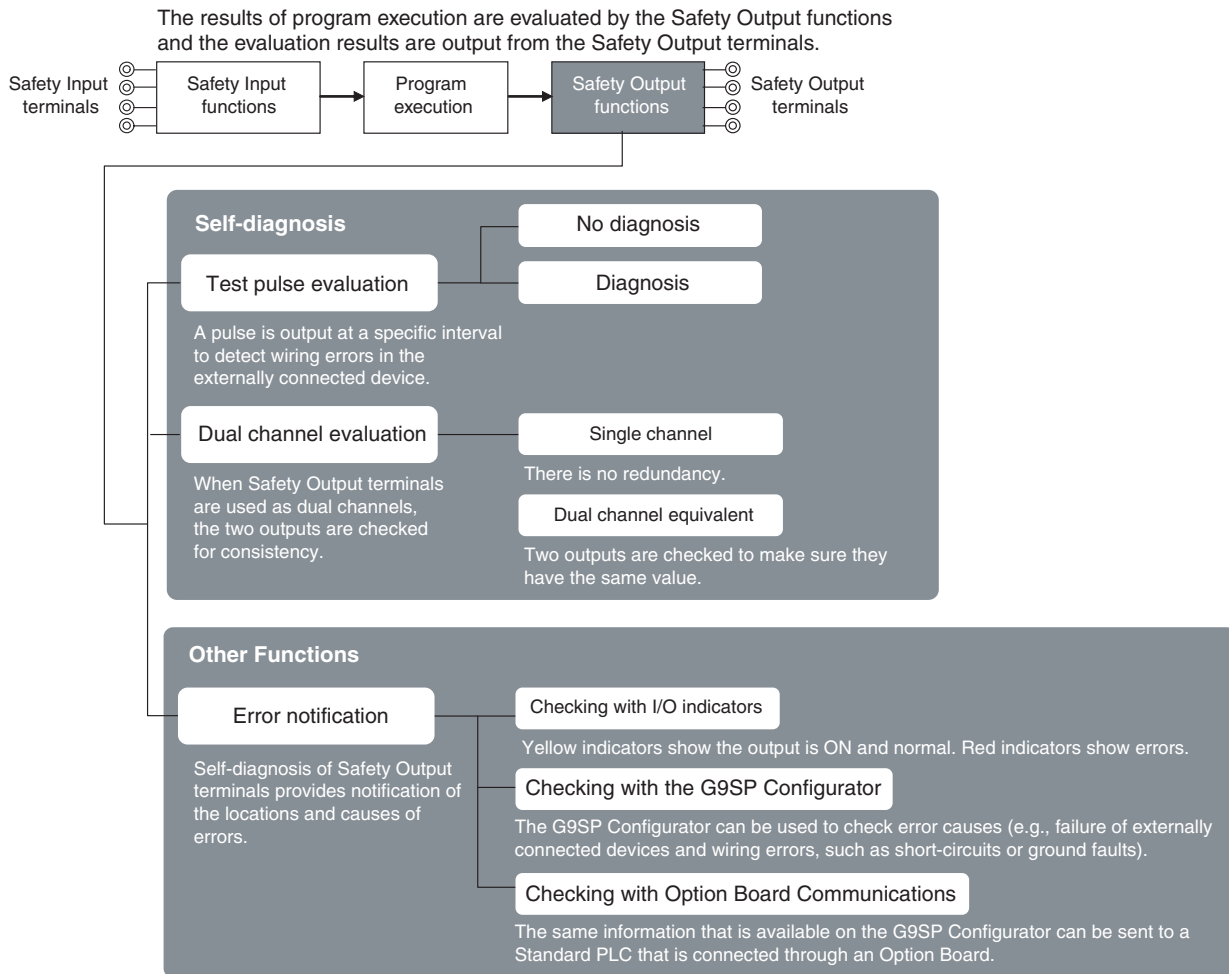 The results of program execution are evaluated by the Safety Output functions
and the evaluation results are output from the Safety Output terminals.
Safety Input
terminals
Safety Input
functions
Program
execution
Safety Output
functions
Safety Output
terminals
Self-diagnosis
No diagnosis
Test pulse evaluation
Diagnosis
A pulse is output at a specific interval
to detect wiring errors in the
externally connected device.
Dual channel evaluation
Single channel
There is no redundancy.
When Safety Output terminals
are used as dual channels,
the two outputs are checked
for consistency.
Dual channel equivalent
Two outputs are checked to make sure they
have the same value.
Other Functions
Error notification
Checking with I/O indicators
Yellow indicators show the output is ON and normal. Red indicators show errors.
Self-diagnosis of Safety Output
terminals provides notification of
the locations and causes of
errors.
Checking with the G9SP Configurator
The G9SP Configurator can be used to check error causes (e.g., failure of externally
connected devices and wiring errors, such as short-circuits or ground faults).
Checking with Option Board Communications
The same information that is available on the G9SP Configurator can be sent to a
Standard PLC that is connected through an Option Board.